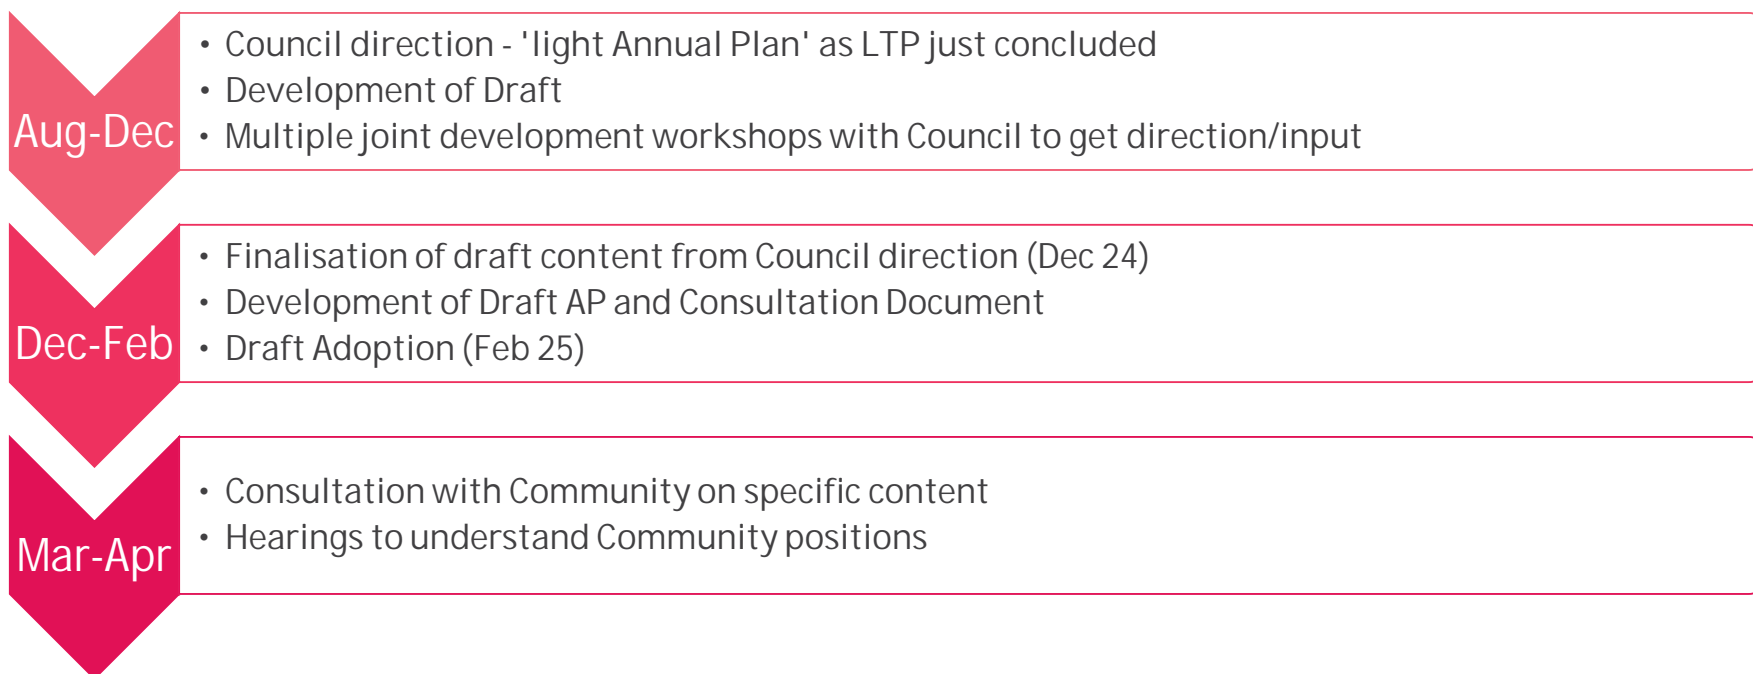 Aug-Dec
• Council direction - 'light Annual Plan' as LTP just concluded
• Development of Draft
• Multiple joint development workshops with Council to get direction/input
Dec-Feb
• Finalisation of draft content from Council direction (Dec 24)
• Development of Draft AP and Consultation Document
• Draft Adoption (Feb 25)
Mar-Apr
• Consultation with Community on specific content
• Hearings to understand Community positions